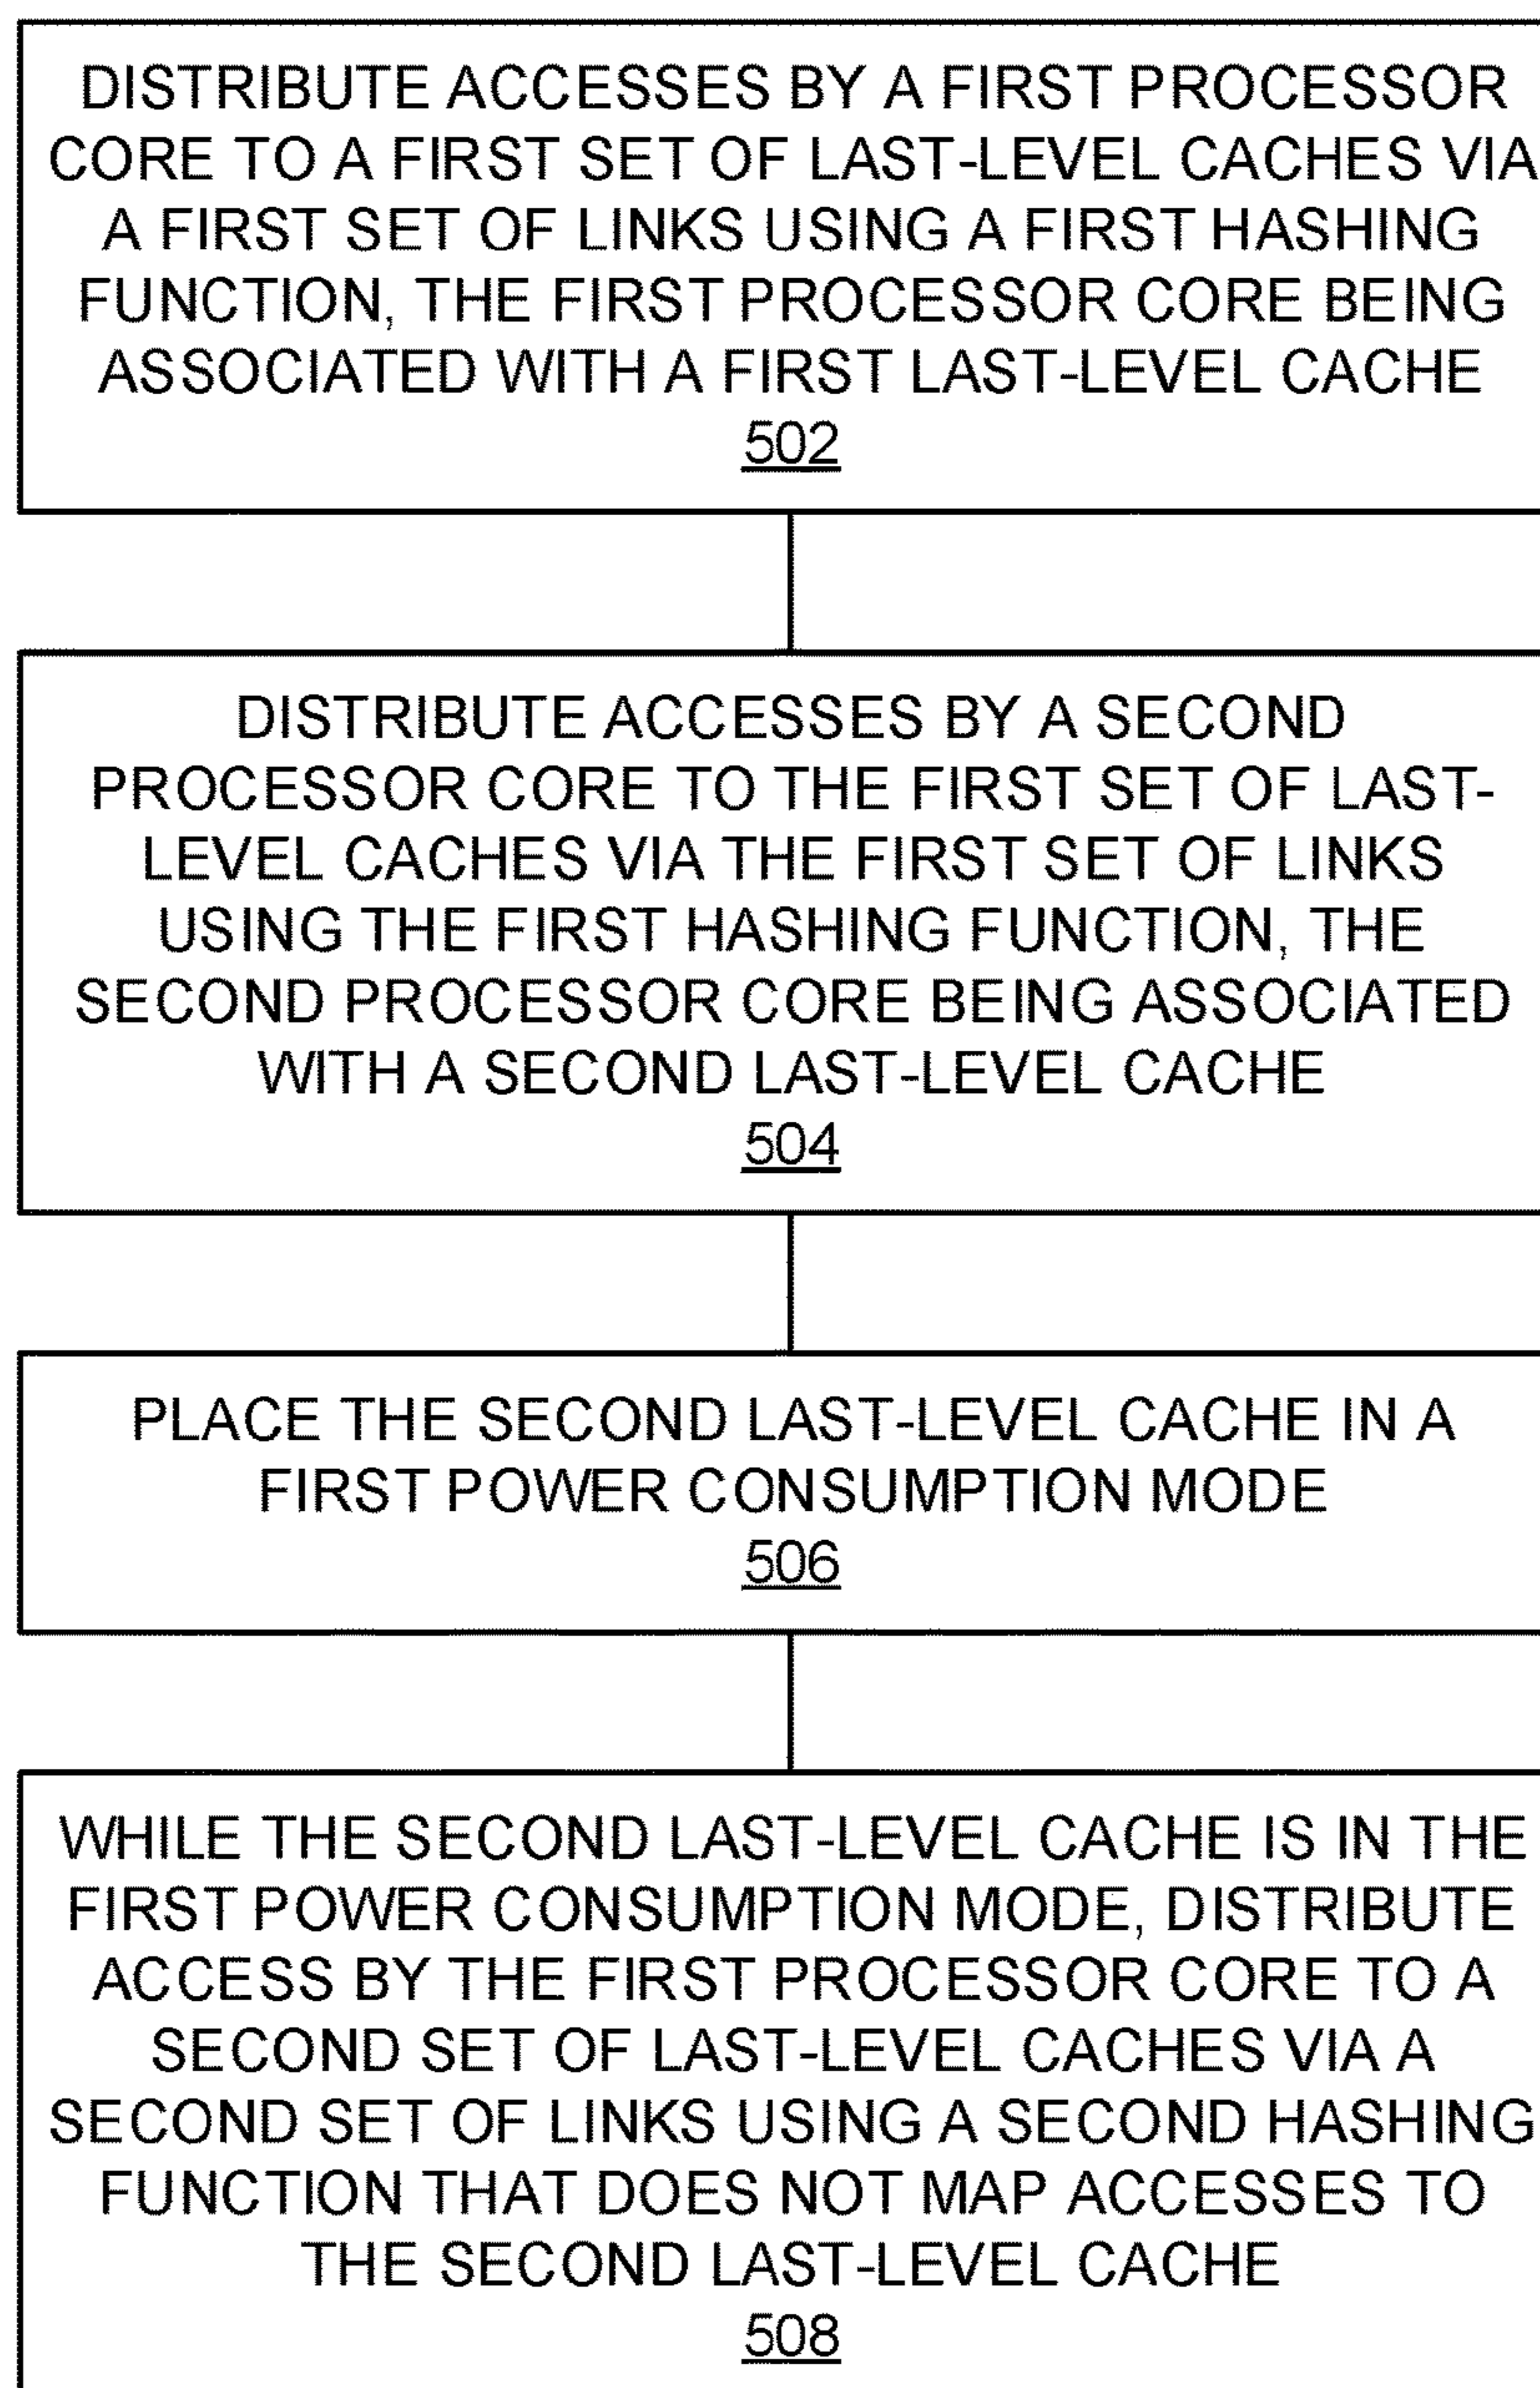 DISTRIBUTE ACCESSES BY A FIRST PROCESSOR
CORE TO A FIRST SET OF LAST-LEVEL CACHES VIA
A FIRST SET OF LINKS USING A FIRST HASHING
FUNCTION, THE FIRST PROCESSOR CORE BEING
ASSOCIATED WITH A FIRST LAST-LEVEL CACHE
502
DISTRIBUTE ACCESSES BY A SECOND
PROCESSOR CORE TO THE FIRST SET OF LAST-
LEVEL CACHES VIA THE FIRST SET OF LINKS
USING THE FIRST HASHING FUNCTION, THE
SECOND PROCESSOR CORE BEING ASSOCIATED
WITH A SECOND LAST-LEVEL CACHE
504
PLACE THE SECOND LAST-LEVEL CACHE IN A
FIRST POWER CONSUMPTION MODE
506
WHILE THE SECOND LAST-LEVEL CACHE IS IN THE
FIRST POWER CONSUMPTION MODE, DISTRIBUTE
ACCESS BY THE FIRST PROCESSOR CORE TO A
SECOND SET OF LAST-LEVEL CACHES VIA A
SECOND SET OF LINKS USING A SECOND HASHING
FUNCTION THAT DOES NOT MAP ACCESSES TO
THE SECOND LAST-LEVEL CACHE
508